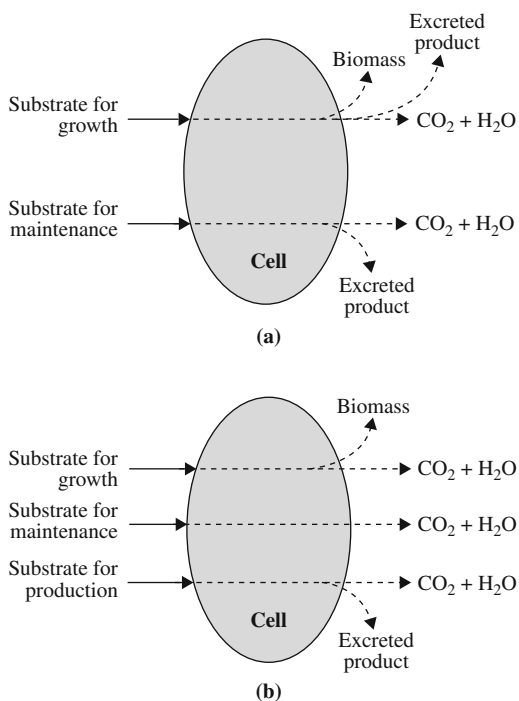 Excreted
product
Biomass
Substrate for
growth
CO₂ + H₂O
Substrate for
maintenance
CO₂ + H₂O
Cell
Excreted
product
(a)
Biomass
Substrate for
growth
CO₂ + H₂O
Substrate for
maintenance
CO₂ + H₂O
Substrate for
production
CO₂ + H₂O
Cell
Excreted
product
(b)